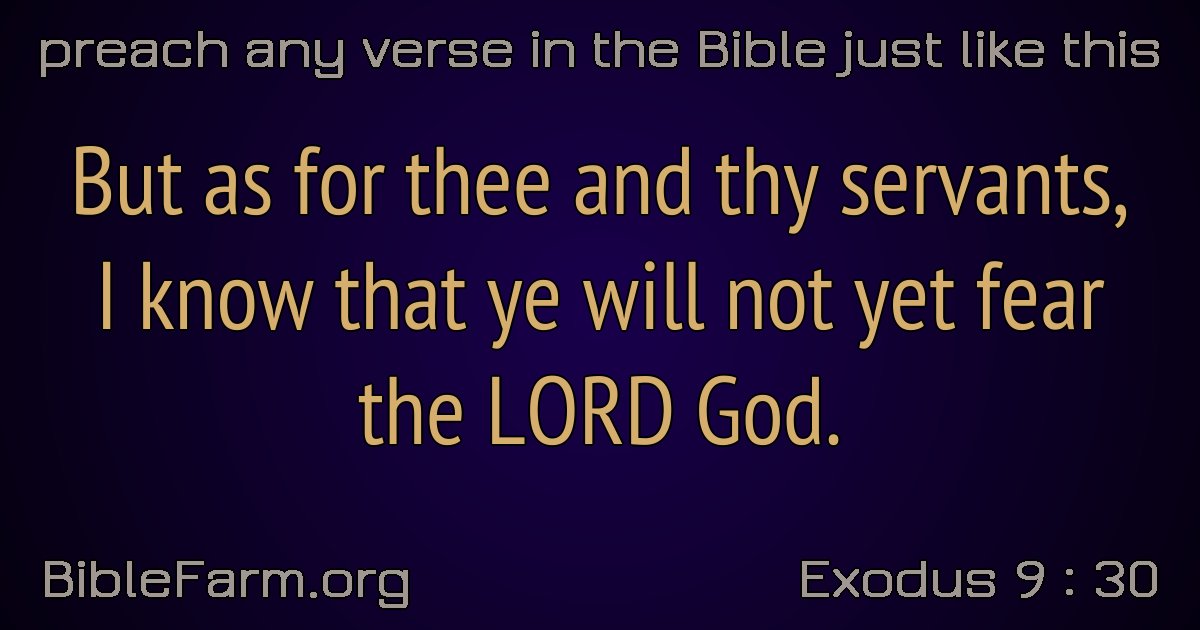 preach any verse in the Bible just like this
But as for thee and thy servants,
I know that ye will not yet fear
the LORD God.
BibleFarm.org
Exodus 9 : 30